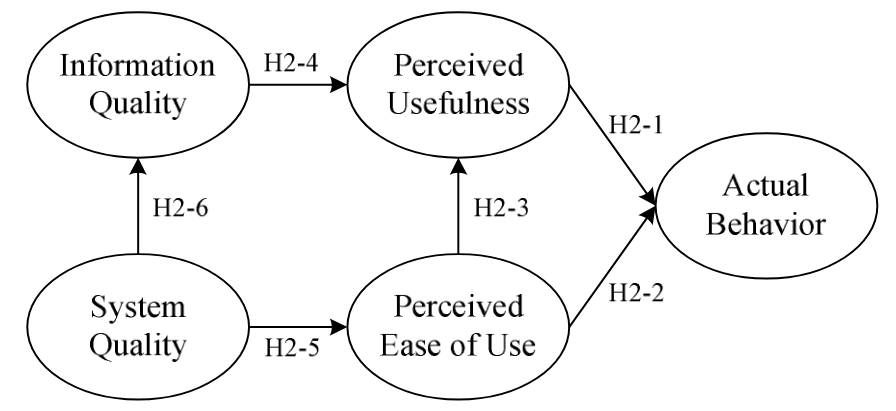 Information
Quality
H2-4
Perceived
Usefulness
H2-1
Actual
Behavior
H2-6
H2-3
System
Quality
H2-5
Perceived
Ease of Use
H2-2